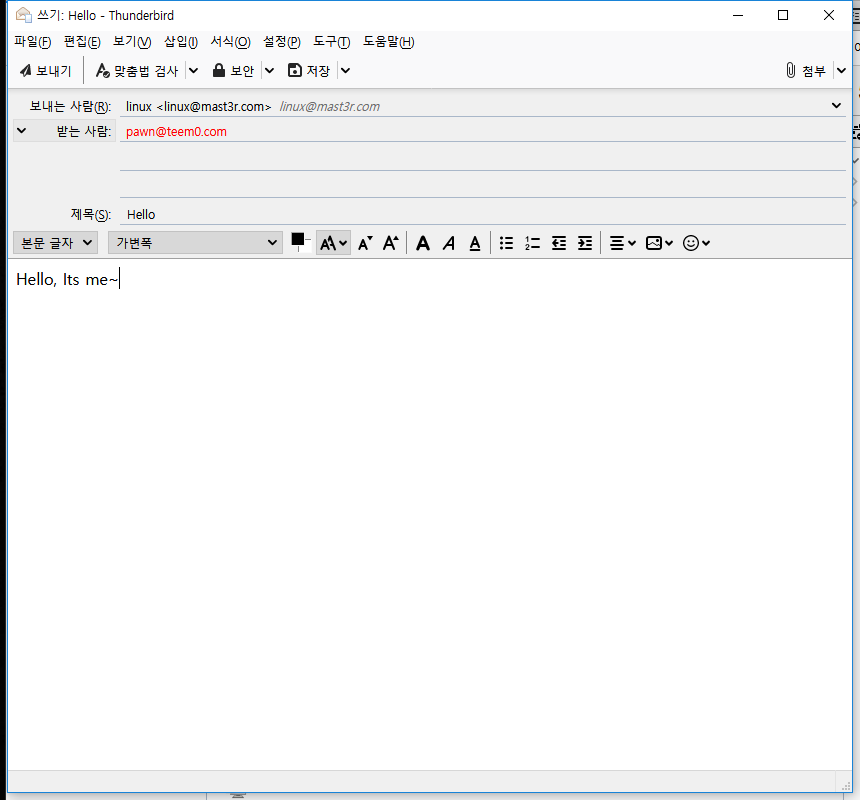 쓰기: Hello - Thunderbird
파일(F) 편집(E) 보기(V) 삽입(I) 서식(O) 설정(P) 도구(T) 도움말(H)
보내기 맞춤법 검사 보안 저장 첨부
보내는 사람(R): linux <linux@mast3r.com> linux@mast3r.com
받는 사람: pawn@teem0.com
제목(S): Hello
본문 글자 가변폭
Hello, Its me~